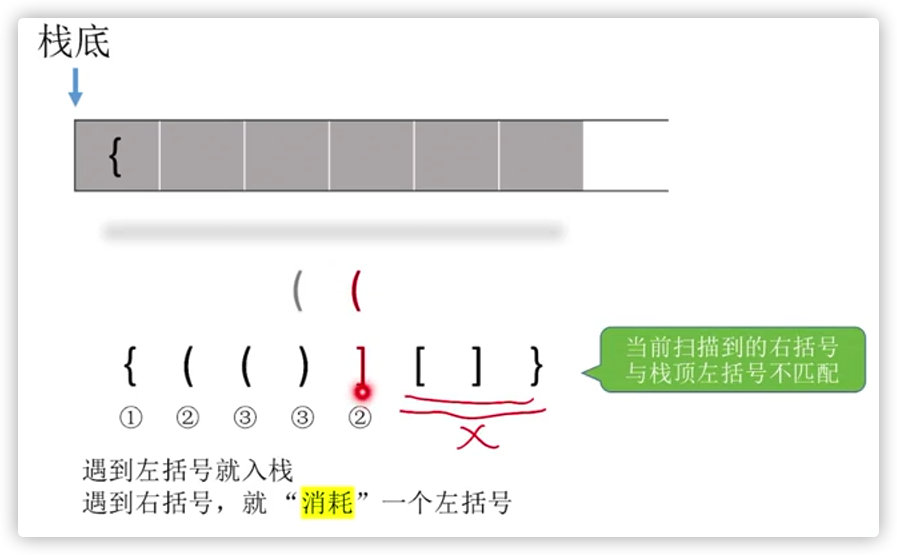 栈底
{
( (
{ ( ( ) ] [ ] }
① ② ③ ③ ②
X
当前扫描到的右括号
与栈顶左括号不匹配
遇到左括号就入栈
遇到右括号，就“消耗”一个左括号